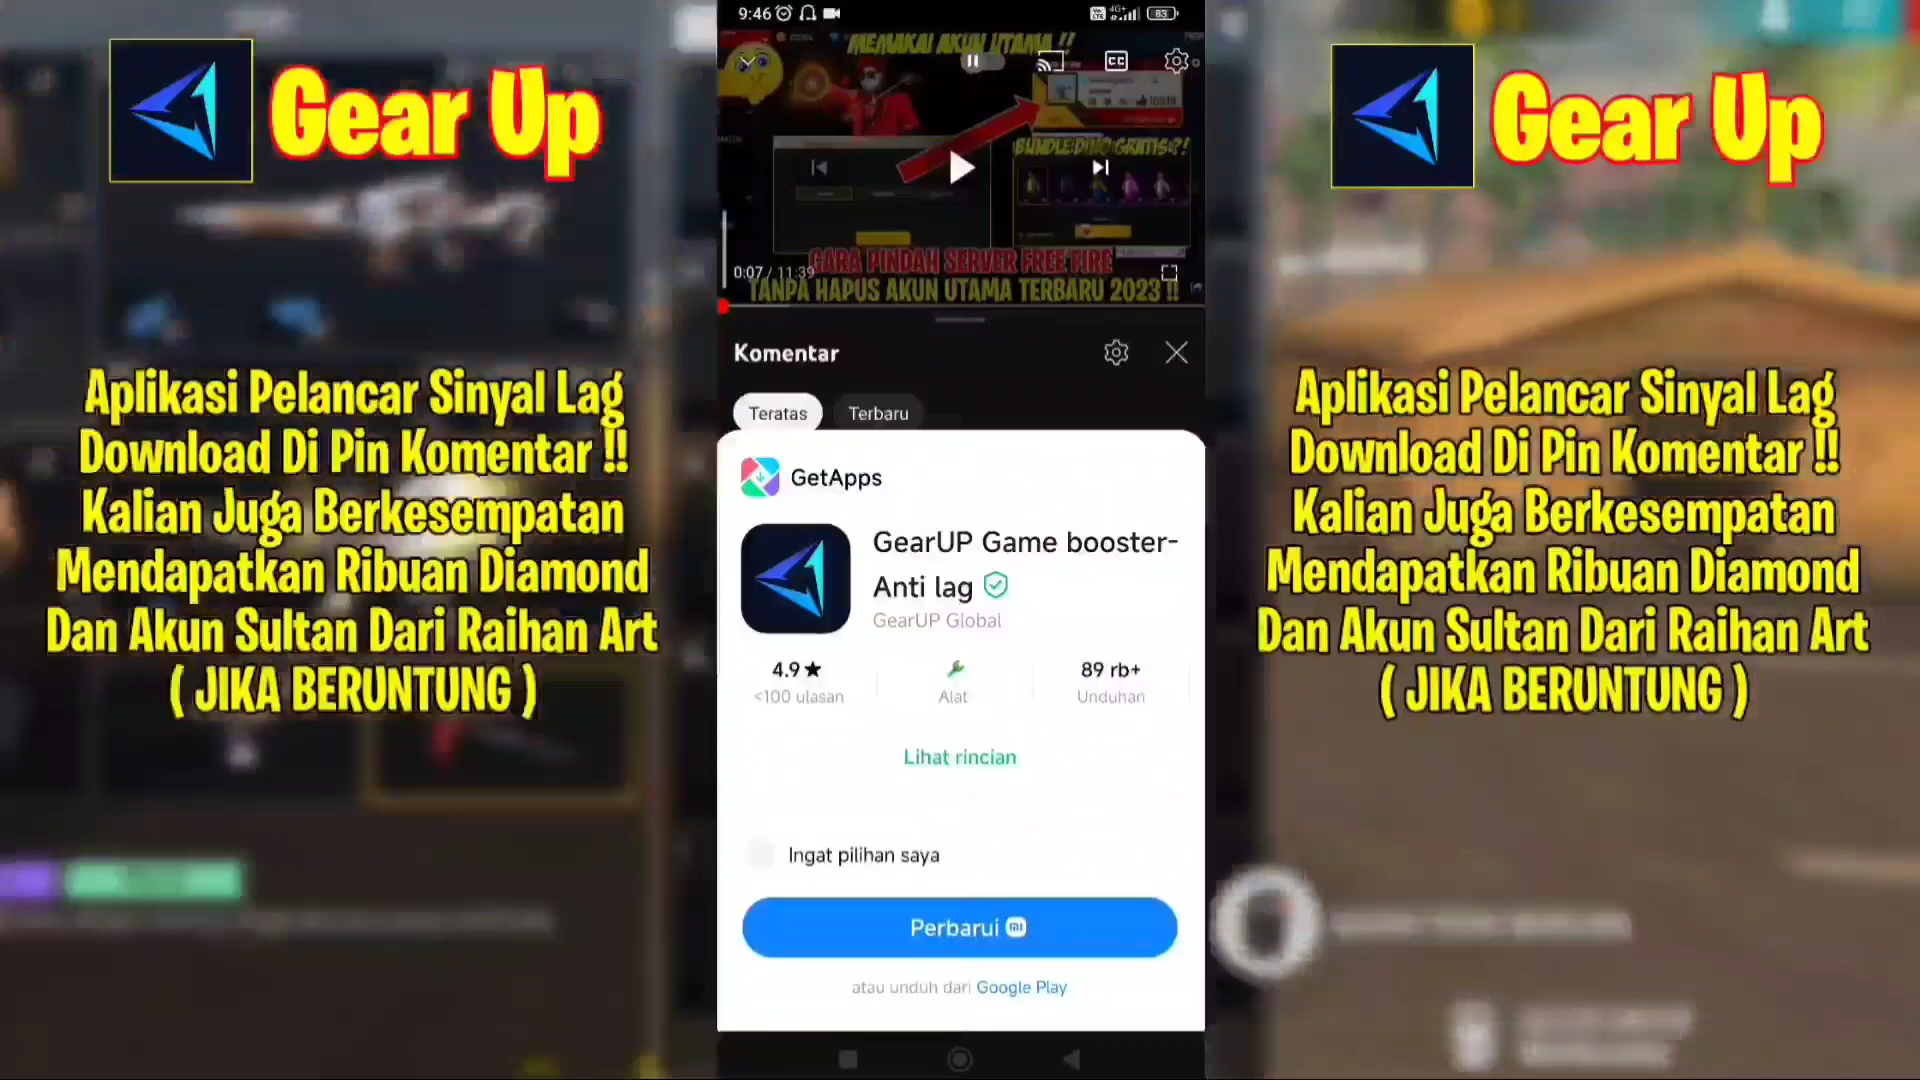 Gear Up
Aplikasi Pelancar Sinyal Lag
Download Di Pin Komentar !!
Kalian Juga Berkesempatan
Mendapatkan Ribuan Diamond
Dan Akun Sultan Dari Raihan Art
( JIKA BERUNTUNG )
9:46
4G+
83
MEMAKAI AKUN UTAMA !!
CC
BUNDLE DINO GRATIS?!
CARA PINDAH SERVER FREE FIRE
0:07 / 11:39
TANPA HAPUS AKUN UTAMA TERBARU 2023 !!
Komentar
Teratas
Terbaru
GetApps
GearUP Game booster-
Anti lag
GearUP Global
4.9★
<100 ulasan
Alat
89 rb+
Unduhan
Lihat rincian
Ingat pilihan saya
Perbarui
atau unduh dari Google Play
Gear Up
Aplikasi Pelancar Sinyal Lag
Download Di Pin Komentar !!
Kalian Juga Berkesempatan
Mendapatkan Ribuan Diamond
Dan Akun Sultan Dari Raihan Art
( JIKA BERUNTUNG )